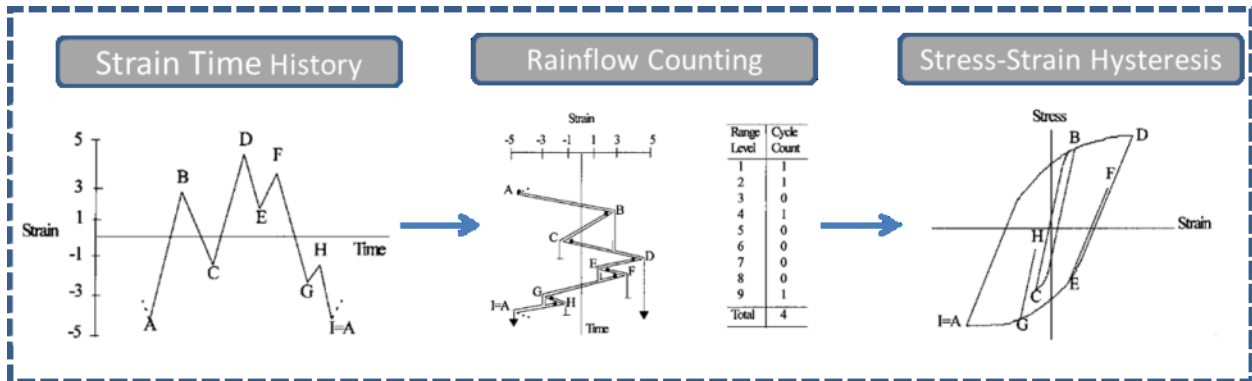 Strain Time History
5
3
1
-1
-3
-5
Strain
Time
A
B
C
D
E
F
G
H
I=A
Rainflow Counting
Strain
-5 -3 -1 1 3 5
A
B
C
D
E
F
G
H
I=A
Time
Range Level Cycle Count
1 1
2 1
3 0
4 1
5 0
6 0
7 0
8 0
9 1
Total 4
Stress-Strain Hysteresis
Stress
B
D
F
Strain
H
C
E
I=A
G